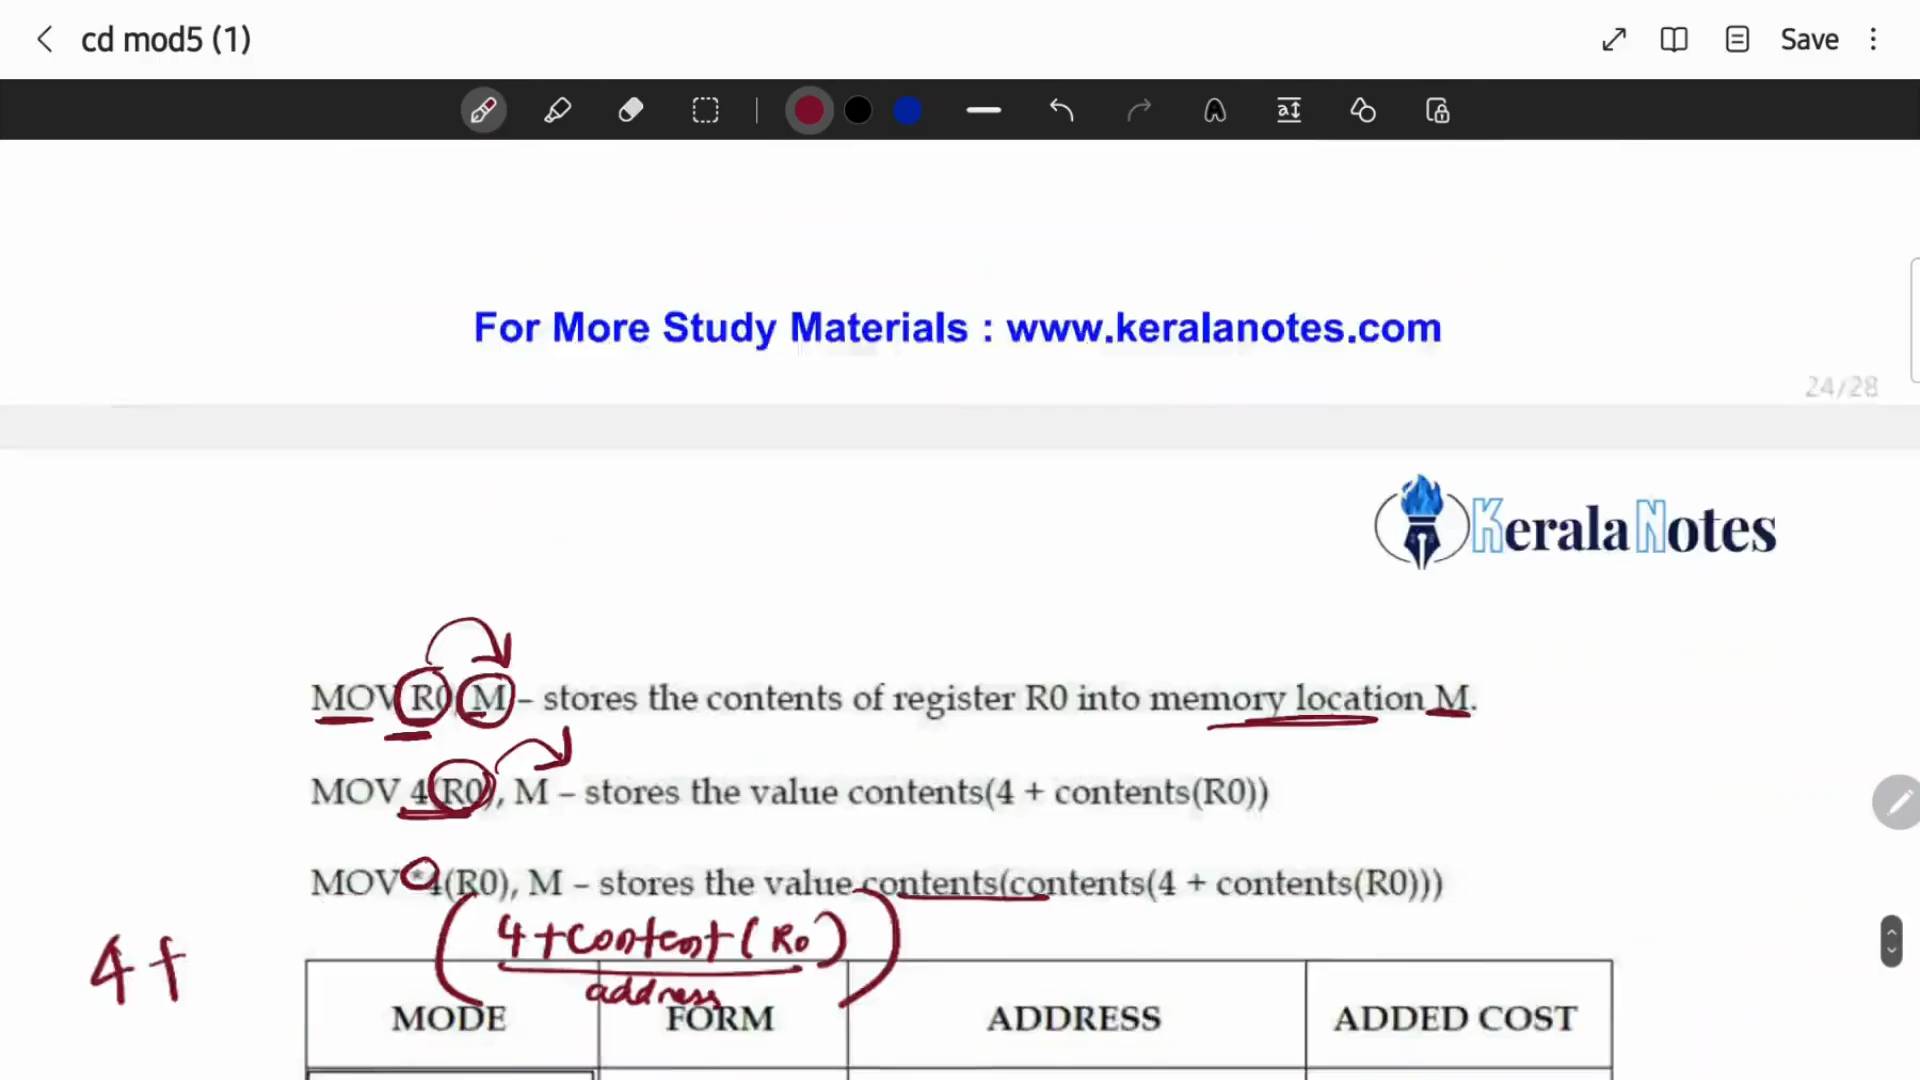 cd mod5 (1)
Save
For More Study Materials : www.keralanotes.com
24/28
KeralaNotes
MOV R0, M – stores the contents of register R0 into memory location M.
MOV 4(R0), M – stores the value contents(4 + contents(R0))
MOV *4(R0), M – stores the value contents(contents(4 + contents(R0)))
(4+content(R0))
4+
address
MODE FORM ADDRESS ADDED COST